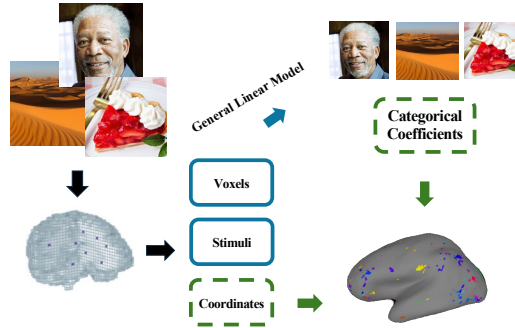 General Linear Model
Categorical
Coefficients
Voxels
Stimuli
Coordinates